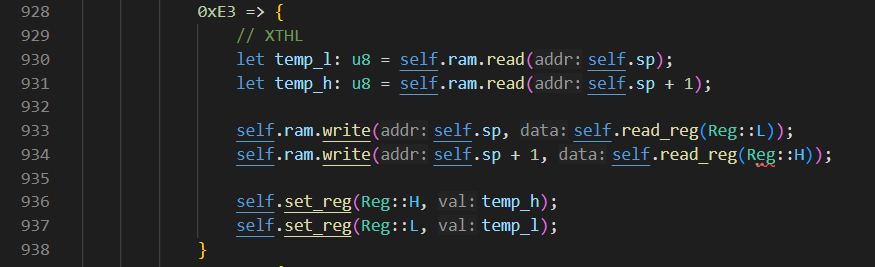 928 0xE3 => {
929 // XTHL
930 let temp_l: u8 = self.ram.read(addr: self.sp);
931 let temp_h: u8 = self.ram.read(addr: self.sp + 1);
932
933 self.ram.write(addr: self.sp, data: self.read_reg(Reg::L));
934 self.ram.write(addr: self.sp + 1, data: self.read_reg(Reg::H));
935
936 self.set_reg(Reg::H, val: temp_h);
937 self.set_reg(Reg::L, val: temp_l);
938 }